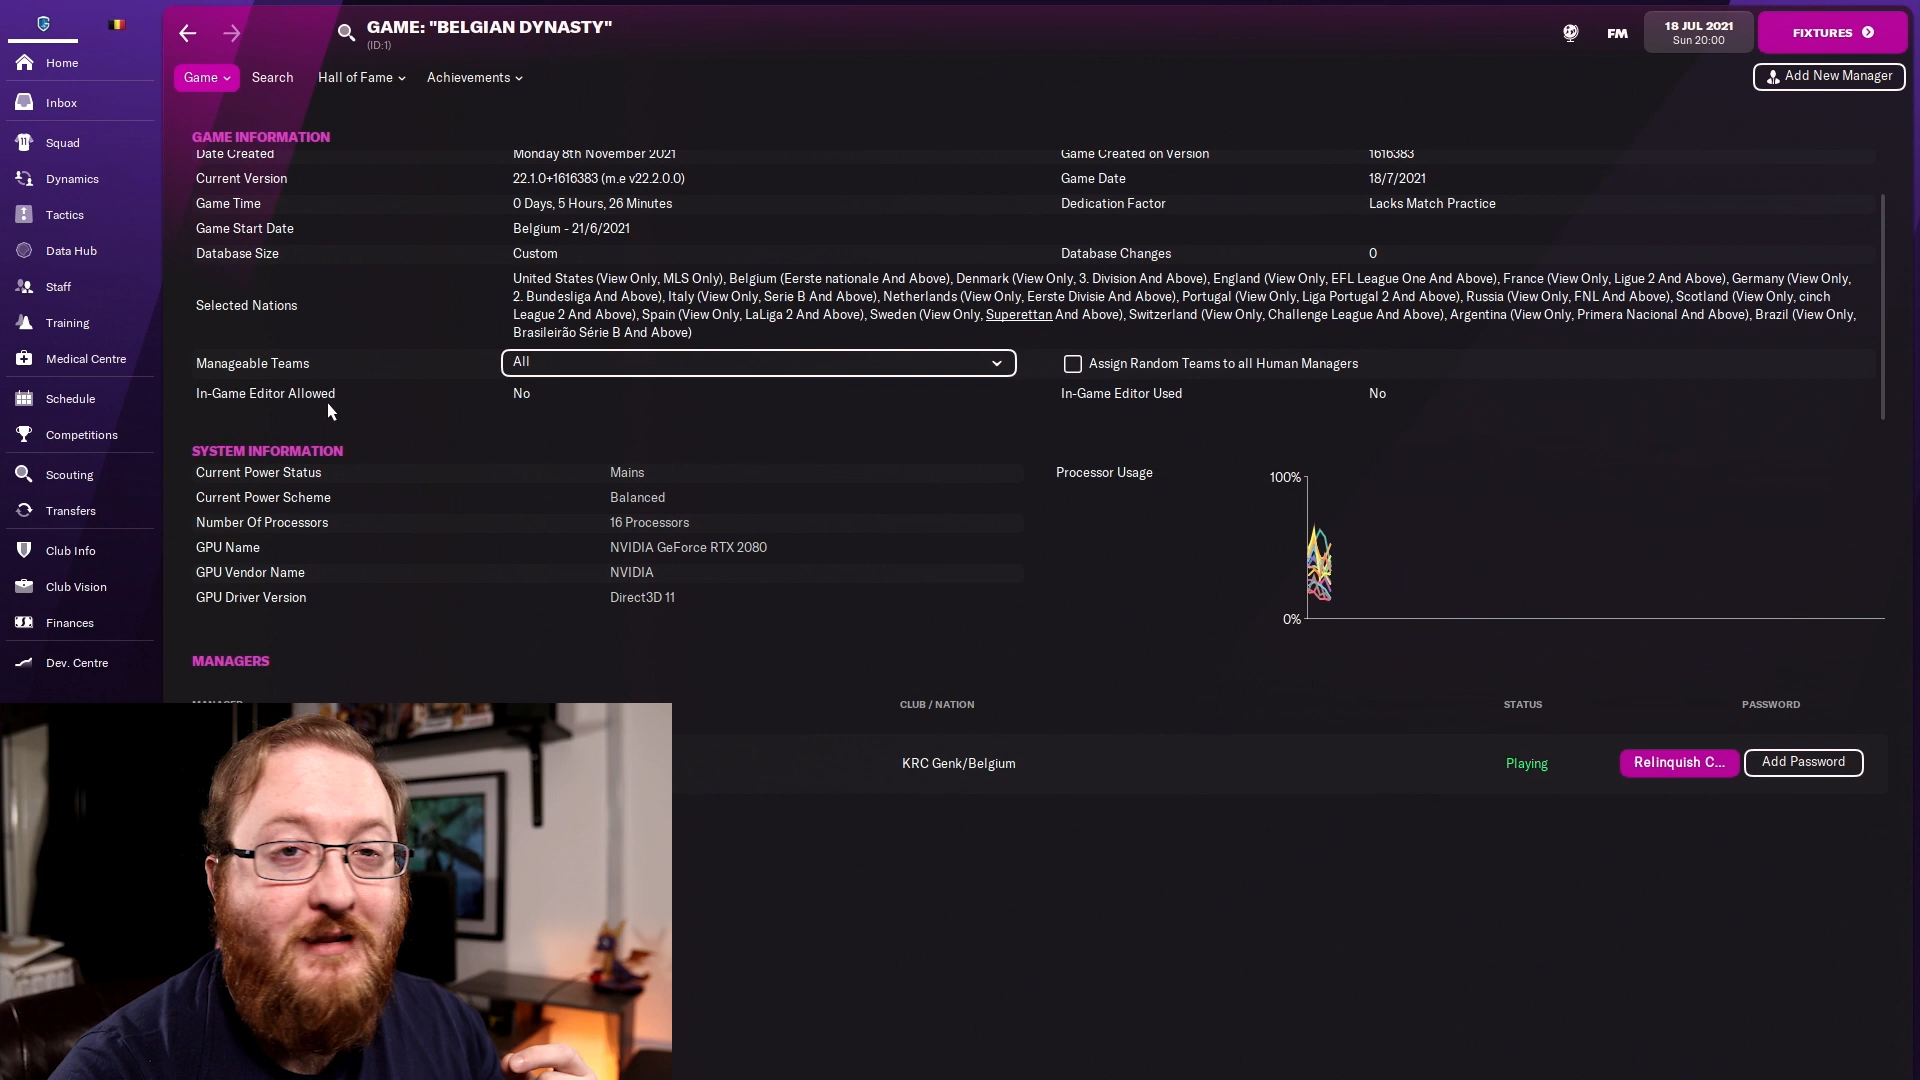 GAME: "BELGIAN DYNASTY"
(ID:1)
FM
18 JUL 2021
Sun 20:00
FIXTURES
Game
Search
Hall of Fame
Achievements
Add New Manager
Home
Inbox
Squad
Dynamics
Tactics
Data Hub
Staff
Training
Medical Centre
Schedule
Competitions
Scouting
Transfers
Club Info
Club Vision
Finances
Dev. Centre
GAME INFORMATION
Date Created Monday 8th November 2021 Game Created on Version 1616383
Current Version 22.1.0+1616383 (m.e v22.2.0.0) Game Date 18/7/2021
Game Time 0 Days, 5 Hours, 26 Minutes Dedication Factor Lacks Match Practice
Game Start Date Belgium - 21/6/2021
Database Size Custom Database Changes 0
Selected Nations
United States (View Only, MLS Only), Belgium (Eerste nationale And Above), Denmark (View Only, 3. Division And Above), England (View Only, EFL League One And Above), France (View Only, Ligue 2 And Above), Germany (View Only,
2. Bundesliga And Above), Italy (View Only, Serie B And Above), Netherlands (View Only, Eerste Divisie And Above), Portugal (View Only, Liga Portugal 2 And Above), Russia (View Only, FNL And Above), Scotland (View Only, cinch
League 2 And Above), Spain (View Only, LaLiga 2 And Above), Sweden (View Only, Superettan And Above), Switzerland (View Only, Challenge League And Above), Argentina (View Only, Primera Nacional And Above), Brazil (View Only,
Brasileirão Série B And Above)
Manageable Teams All Assign Random Teams to all Human Managers
In-Game Editor Allowed No In-Game Editor Used No
SYSTEM INFORMATION
Current Power Status Mains
Current Power Scheme Balanced
Number Of Processors 16 Processors
GPU Name NVIDIA GeForce RTX 2080
GPU Vendor Name NVIDIA
GPU Driver Version Direct3D 11
Processor Usage
100%
0%
MANAGERS
MANAGER CLUB / NATION STATUS PASSWORD
KRC Genk/Belgium Playing Relinquish C... Add Password